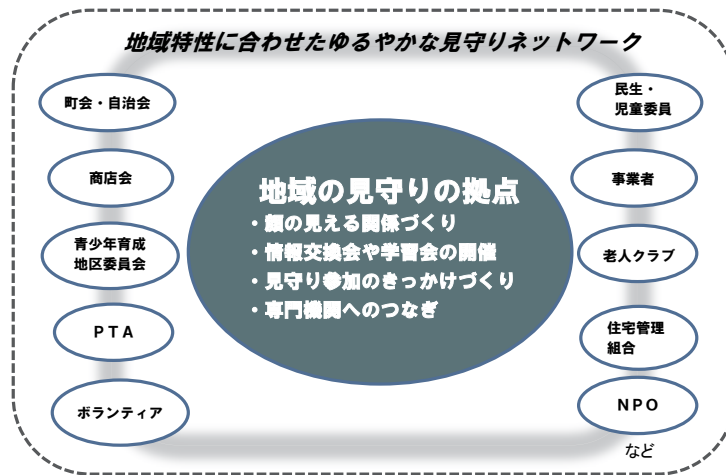 地域特性に合わせたゆるやかな見守りネットワーク
町会・自治会
商店会
青少年育成
地区委員会
PTA
ボランティア
地域の見守りの拠点
・顔の見える関係づくり
・情報交換会や学習会の開催
・見守り参加のきっかけづくり
・専門機関へのつなぎ
民生・
児童委員
事業者
老人クラブ
住宅管理
組合
NPO
など